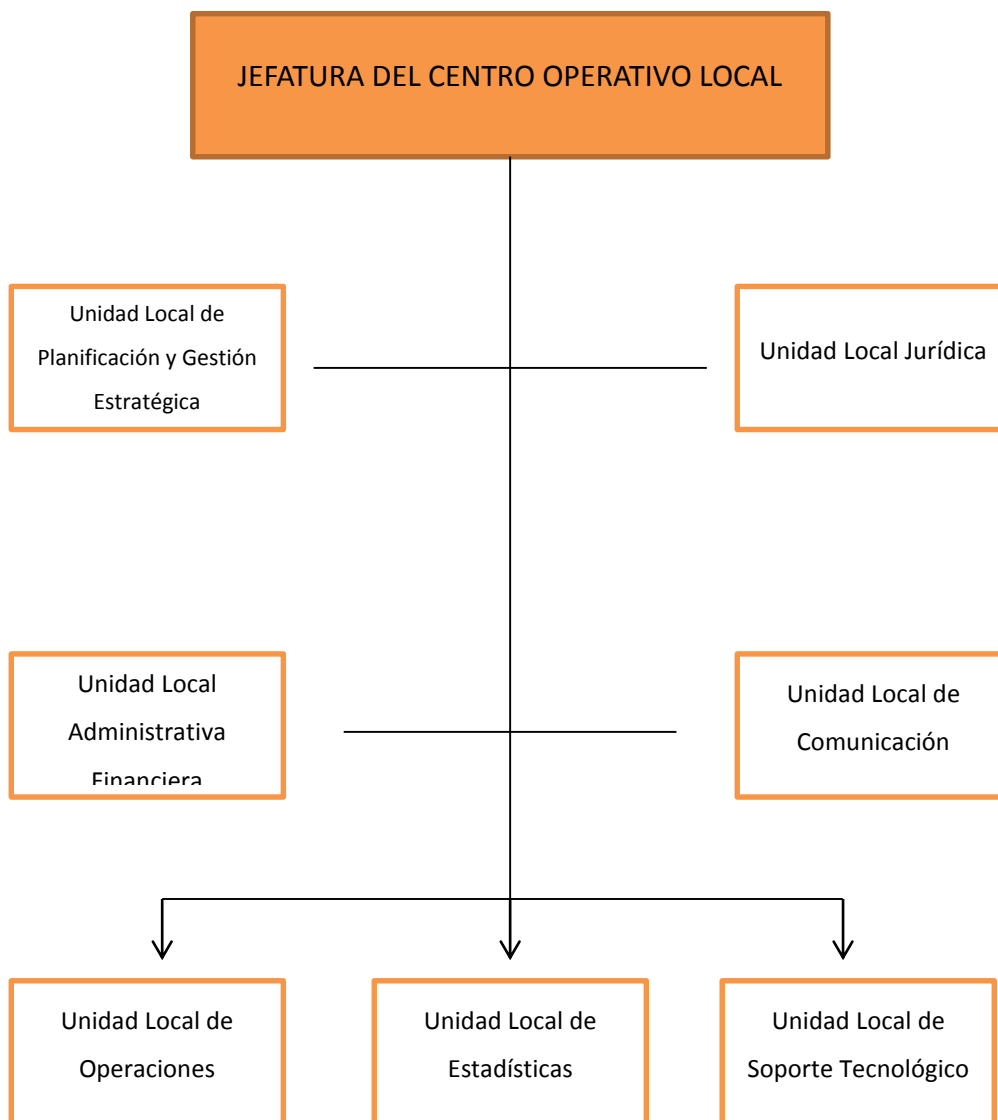 JEFATURA DEL CENTRO OPERATIVO LOCAL
Unidad Local de
Planificación y Gestión
Estratégica
Unidad Local Jurídica
Unidad Local
Administrativa
Financiera
Unidad Local de
Comunicación
Unidad Local de
Operaciones
Unidad Local de
Estadísticas
Unidad Local de
Soporte Tecnológico